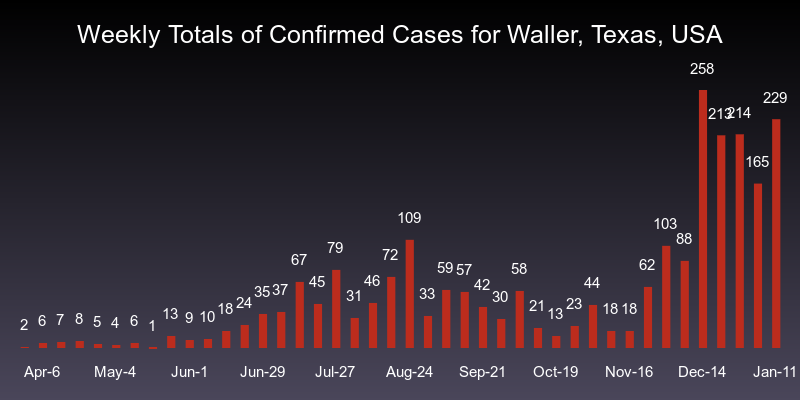 Weekly Totals of Confirmed Cases for Waller, Texas, USA
2 6 7 8 5 4 6 1 13 9 10 18 24 35 37 67 45 79 31 46 72 109 33 59 57 42 30 58 21 13 23 44 18 18 62 103 88 258 213 214 165 229
Apr-6 May-4 Jun-1 Jun-29 Jul-27 Aug-24 Sep-21 Oct-19 Nov-16 Dec-14 Jan-11